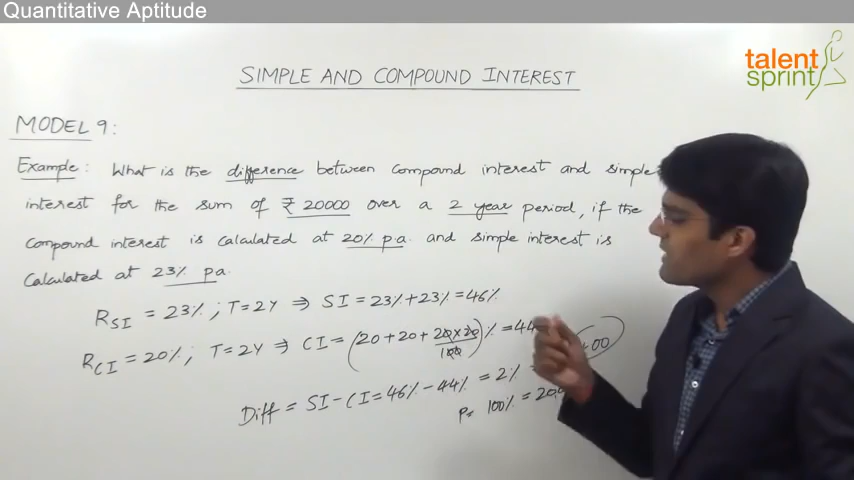 Quantitative Aptitude
talent
sprint
SIMPLE AND COMPOUND INTEREST
MODEL 9:
Example: What is the difference between compound interest and simple
interest for the sum of ₹ 20000 over a 2 year period, if the
compound interest is calculated at 20% p.a. and simple interest is
calculated at 23% p.a.
R_SI = 23% ; T=2Y ⇒ SI = 23%+23% = 46%
R_CI = 20% ; T=2Y ⇒ CI = (20+20+ 20×20/100)% = 44
Diff = SI - CI = 46% - 44% = 2% =
P= 100% = 20